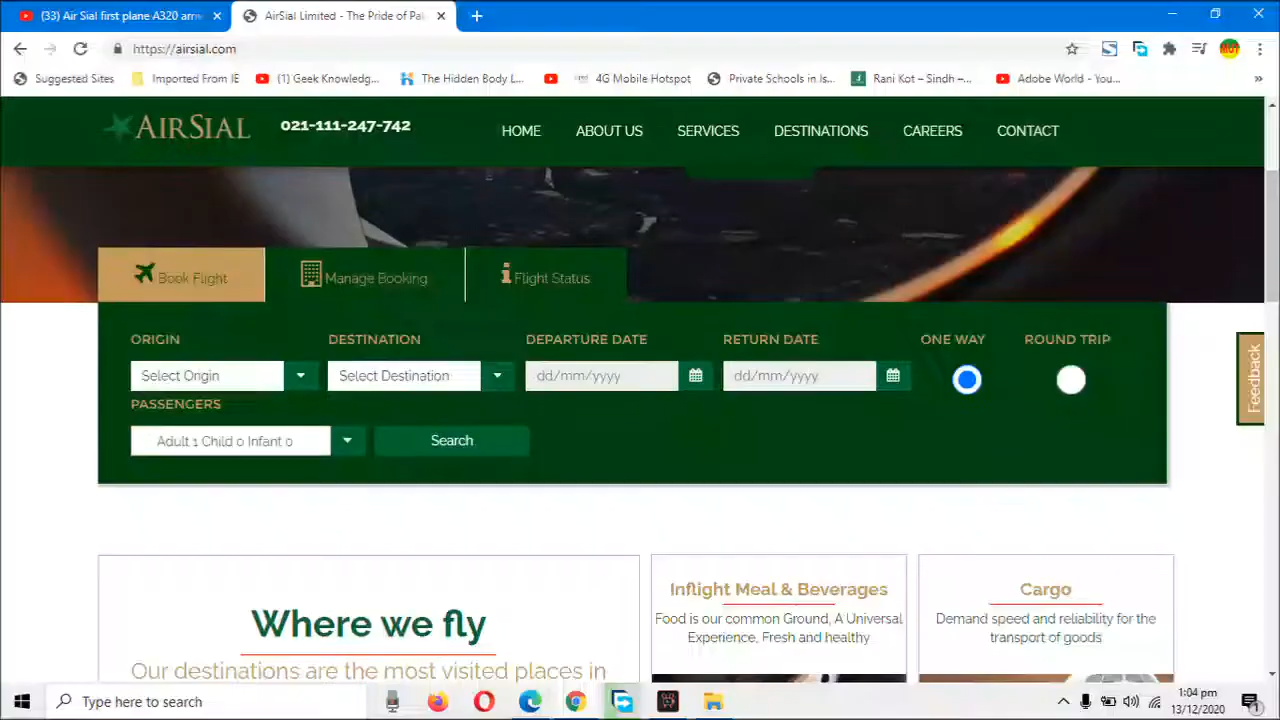 (33) Air Sial first plane A320 arri
AirSial Limited - The Pride of Pak
https://airsial.com
Suggested Sites
Imported From IE
(1) Geek Knowledg...
The Hidden Body L...
4G Mobile Hotspot
Private Schools in Is...
Rani Kot – Sindh –...
Adobe World - You...
AIRSIAL
021-111-247-742
HOME
ABOUT US
SERVICES
DESTINATIONS
CAREERS
CONTACT
Book Flight
Manage Booking
Flight Status
ORIGIN
DESTINATION
DEPARTURE DATE
RETURN DATE
ONE WAY
ROUND TRIP
Select Origin
Select Destination
dd/mm/yyyy
dd/mm/yyyy
PASSENGERS
Adult 1 Child 0 Infant 0
Search
Feedback
Where we fly
Our destinations are the most visited places in
Inflight Meal & Beverages
Food is our common Ground, A Universal
Experience, Fresh and healthy
Cargo
Demand speed and reliability for the
transport of goods
Type here to search
1:04 pm
13/12/2020
1